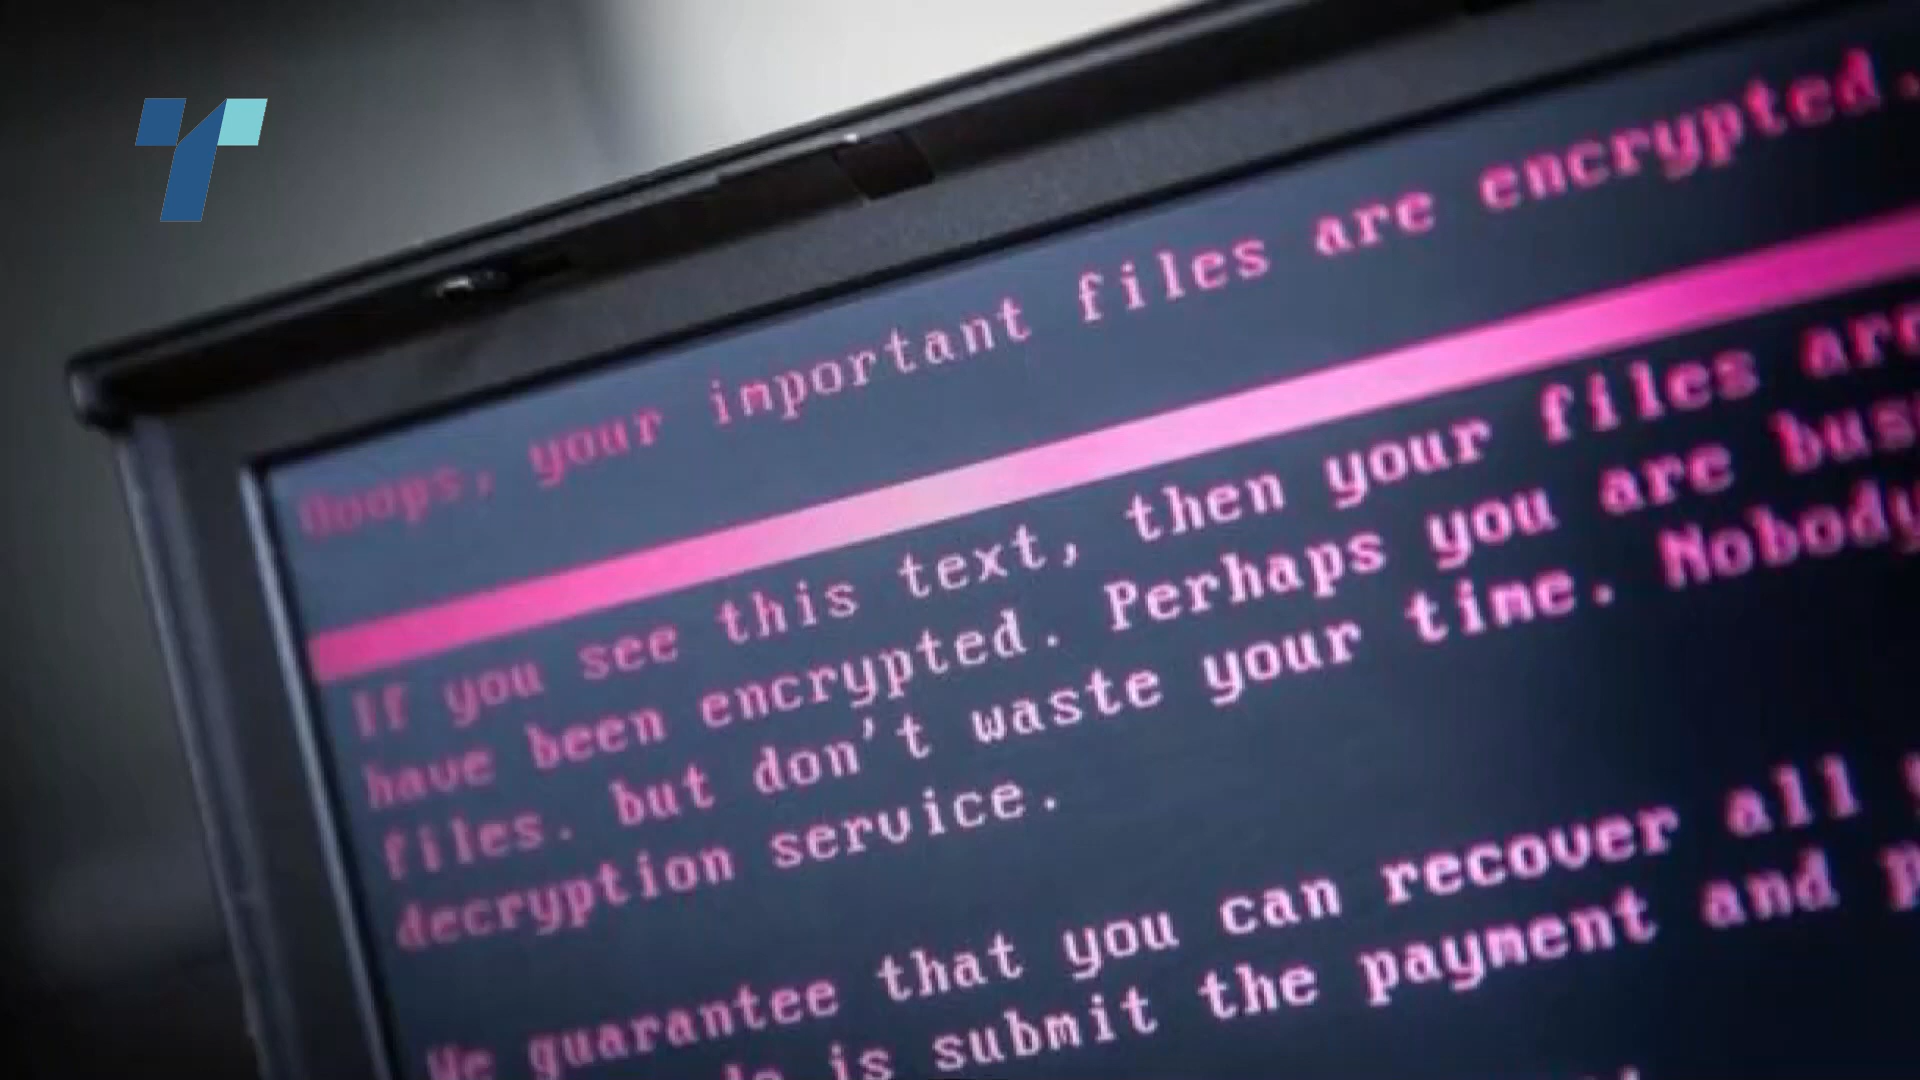 Ooops, your important files are encrypted.
If you see this text, then your files are
have been encrypted. Perhaps you are
files. but don't waste your time. Nobody
decryption service.
We guarantee that you can recover all
is submit the payment and